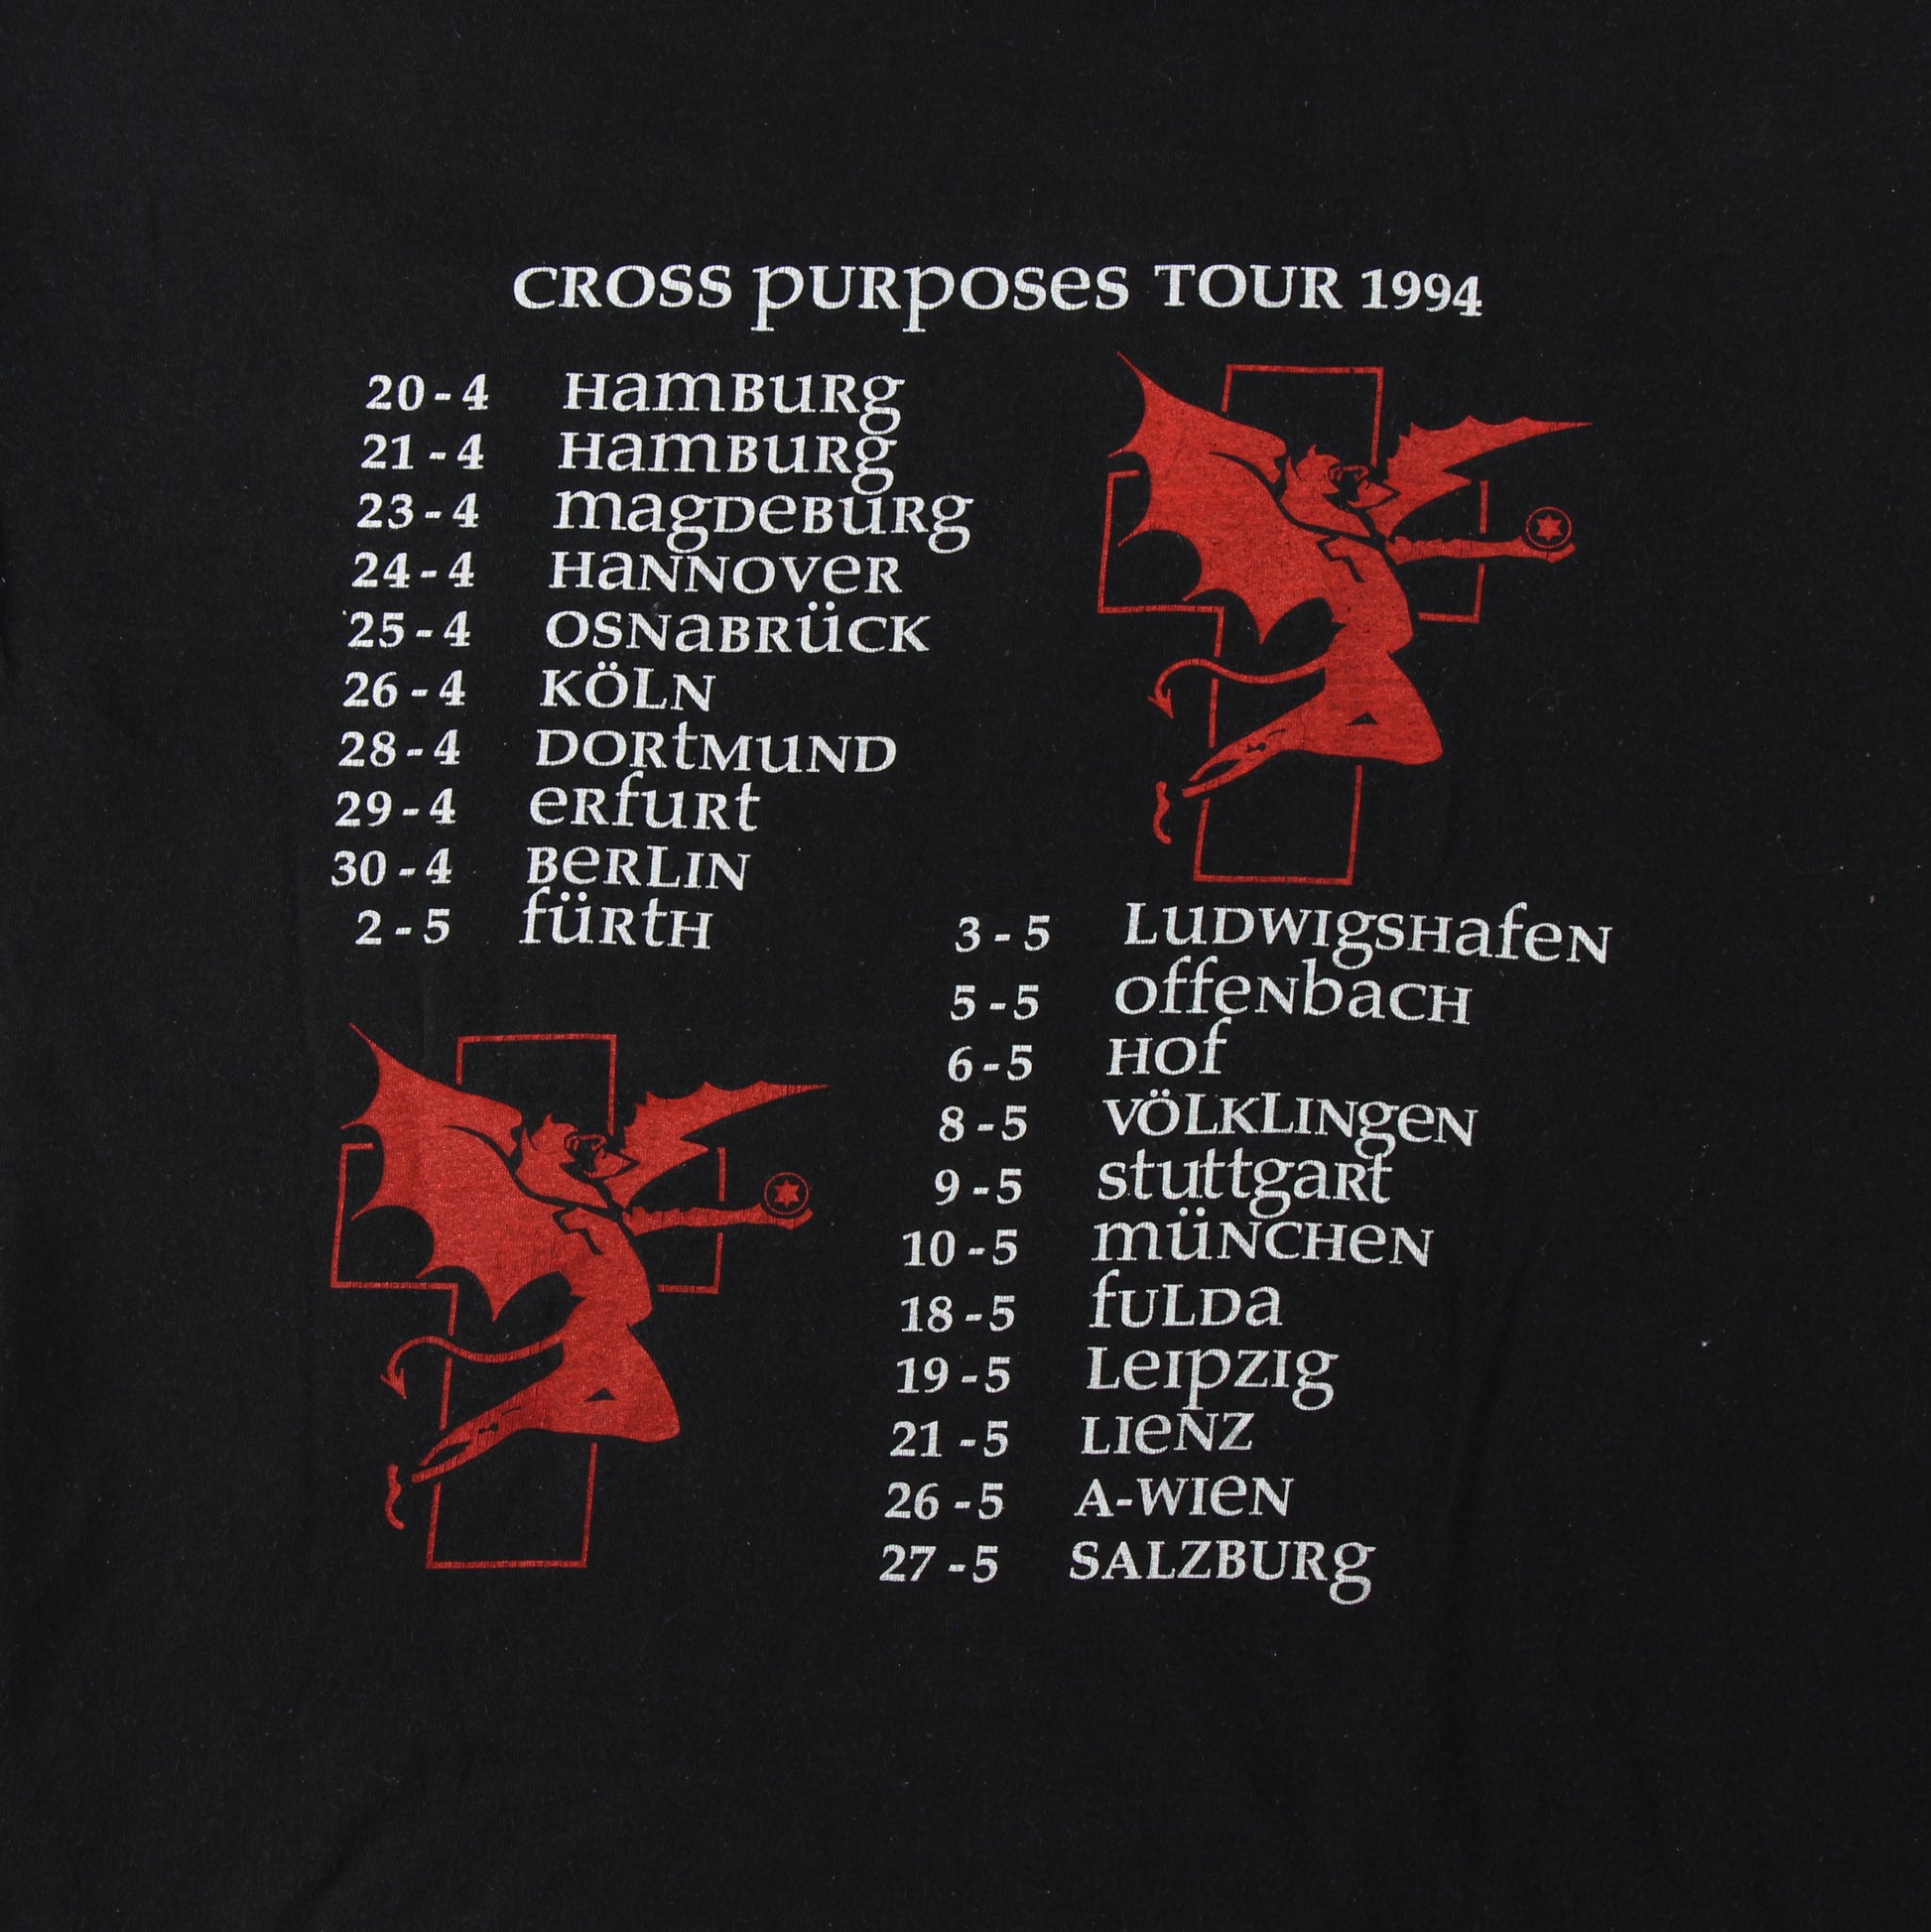 CROSS PURPOSES TOUR 1994
20-4 Hamburg
21-4 Hamburg
23-4 Magdeburg
24-4 Hannover
25-4 Osnabrück
26-4 Köln
28-4 Dortmund
29-4 Erfurt
30-4 Berlin
2-5 Fürth
3-5 Ludwigshafen
5-5 Offenbach
6-5 Hof
8-5 Völklingen
9-5 Stuttgart
10-5 München
18-5 Fulda
19-5 Leipzig
21-5 Lienz
26-5 A-Wien
27-5 Salzburg